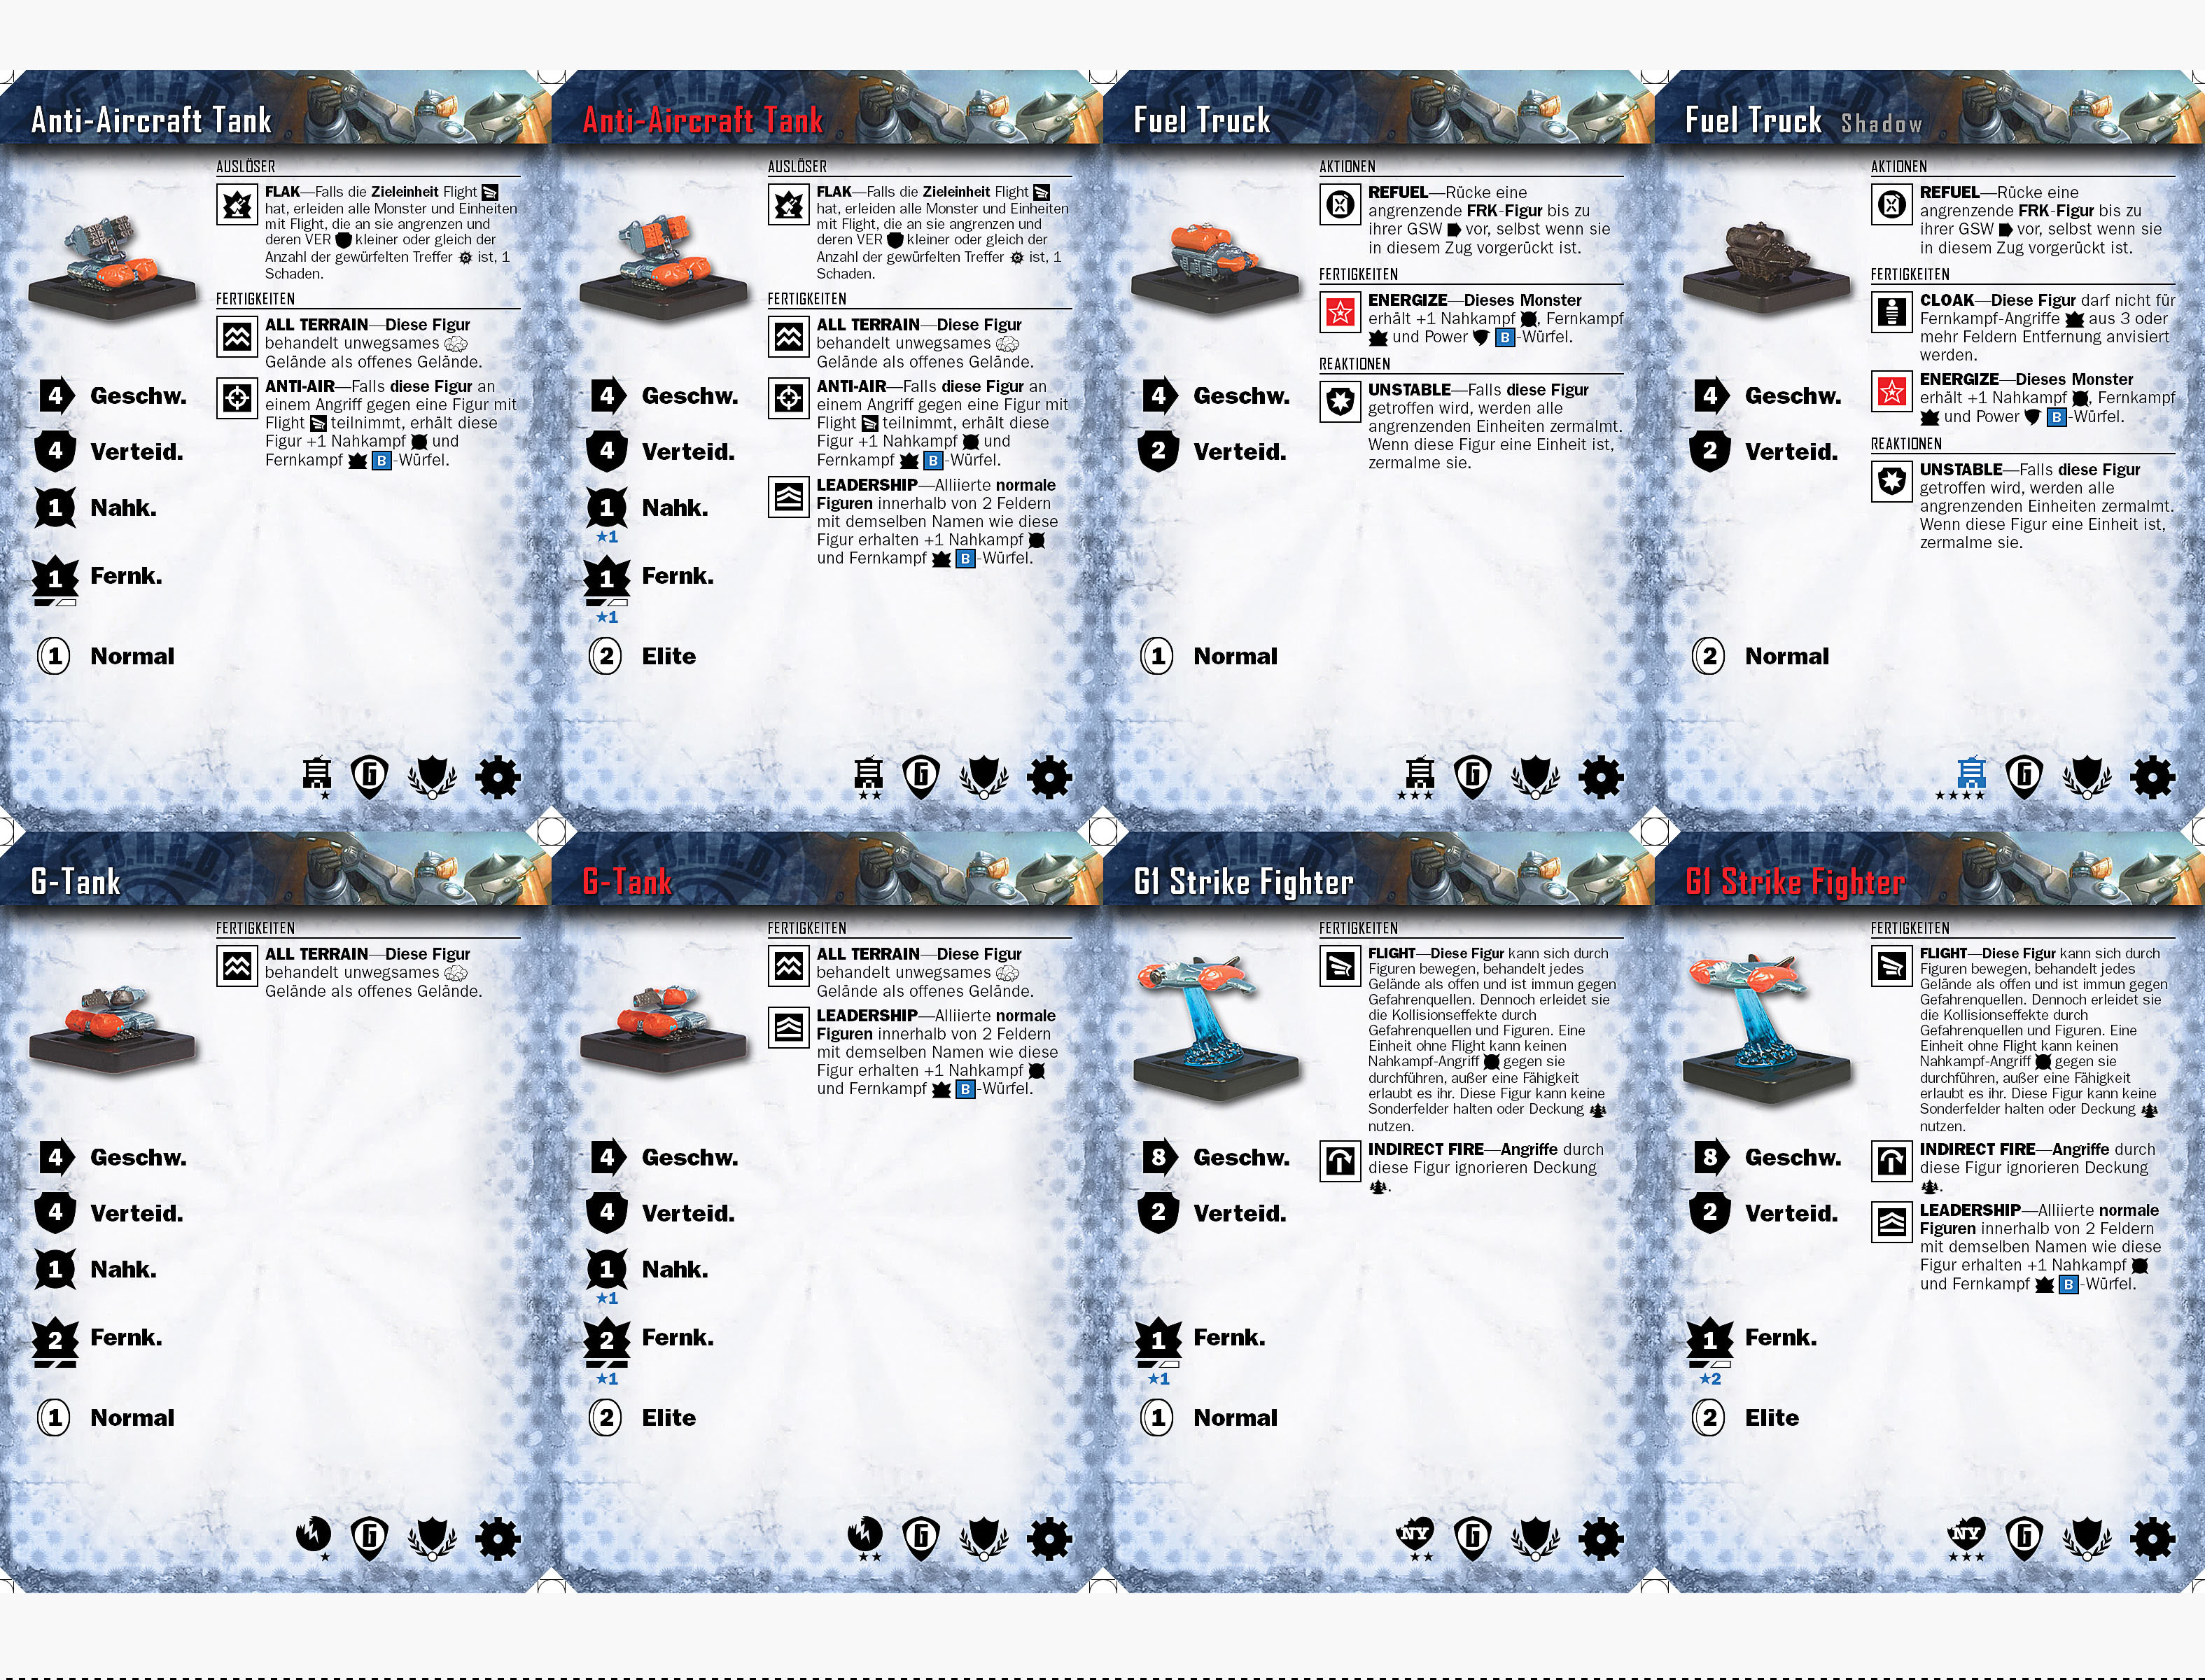 Anti-Aircraft Tank
AUSLÖSER
FLAK—Falls die Zieleinheit Flight
hat, erleiden alle Monster und Einheiten
mit Flight, die an sie angrenzen und
deren VER kleiner oder gleich der
Anzahl der gewürfelten Treffer ist, 1
Schaden.
FERTIGKEITEN
ALL TERRAIN—Diese Figur
behandelt unwegsames
Gelände als offenes Gelände.
ANTI-AIR—Falls diese Figur an
einem Angriff gegen eine Figur mit
Flight teilnimmt, erhält diese
Figur +1 Nahkampf und
Fernkampf B-Würfel.
4 Geschw.
4 Verteid.
1 Nahk.
1 Fernk.
1 Normal
G
Anti-Aircraft Tank
AUSLÖSER
FLAK—Falls die Zieleinheit Flight
hat, erleiden alle Monster und Einheiten
mit Flight, die an sie angrenzen und
deren VER kleiner oder gleich der
Anzahl der gewürfelten Treffer ist, 1
Schaden.
FERTIGKEITEN
ALL TERRAIN—Diese Figur
behandelt unwegsames
Gelände als offenes Gelände.
ANTI-AIR—Falls diese Figur an
einem Angriff gegen eine Figur mit
Flight teilnimmt, erhält diese
Figur +1 Nahkampf und
Fernkampf B-Würfel.
LEADERSHIP—Alliierte normale
Figuren innerhalb von 2 Feldern
mit demselben Namen wie diese
Figur erhalten +1 Nahkampf
und Fernkampf B-Würfel.
4 Geschw.
4 Verteid.
1 Nahk.
★1
1 Fernk.
★1
2 Elite
G
Fuel Truck
AKTIONEN
REFUEL—Rücke eine
angrenzende FRK-Figur bis zu
ihrer GSW vor, selbst wenn sie
in diesem Zug vorgerückt ist.
FERTIGKEITEN
ENERGIZE—Dieses Monster
erhält +1 Nahkampf, Fernkampf
und Power B-Würfel.
REAKTIONEN
UNSTABLE—Falls diese Figur
getroffen wird, werden alle
angrenzenden Einheiten zermalmt.
Wenn diese Figur eine Einheit ist,
zermalme sie.
4 Geschw.
2 Verteid.
1 Normal
G
Fuel Truck Shadow
AKTIONEN
REFUEL—Rücke eine
angrenzende FRK-Figur bis zu
ihrer GSW vor, selbst wenn sie
in diesem Zug vorgerückt ist.
FERTIGKEITEN
CLOAK—Diese Figur darf nicht für
Fernkampf-Angriffe aus 3 oder
mehr Feldern Entfernung anvisiert
werden.
ENERGIZE—Dieses Monster
erhält +1 Nahkampf, Fernkampf
und Power B-Würfel.
REAKTIONEN
UNSTABLE—Falls diese Figur
getroffen wird, werden alle
angrenzenden Einheiten zermalmt.
Wenn diese Figur eine Einheit ist,
zermalme sie.
4 Geschw.
2 Verteid.
2 Normal
G
G-Tank
FERTIGKEITEN
ALL TERRAIN—Diese Figur
behandelt unwegsames
Gelände als offenes Gelände.
4 Geschw.
4 Verteid.
1 Nahk.
2 Fernk.
1 Normal
G
G-Tank
FERTIGKEITEN
ALL TERRAIN—Diese Figur
behandelt unwegsames
Gelände als offenes Gelände.
LEADERSHIP—Alliierte normale
Figuren innerhalb von 2 Feldern
mit demselben Namen wie diese
Figur erhalten +1 Nahkampf
und Fernkampf B-Würfel.
4 Geschw.
4 Verteid.
1 Nahk.
★1
2 Fernk.
★1
2 Elite
G
G1 Strike Fighter
FERTIGKEITEN
FLIGHT—Diese Figur kann sich durch
Figuren bewegen, behandelt jedes
Gelände als offen und ist immun gegen
Gefahrenquellen. Dennoch erleidet sie
die Kollisionseffekte durch
Gefahrenquellen und Figuren. Eine
Einheit ohne Flight kann keinen
Nahkampf-Angriff gegen sie
durchführen, außer eine Fähigkeit
erlaubt es ihr. Diese Figur kann keine
Sonderfelder halten oder Deckung
nutzen.
INDIRECT FIRE—Angriffe durch
diese Figur ignorieren Deckung
.
8 Geschw.
2 Verteid.
1 Fernk.
★1
1 Normal
NY G
G1 Strike Fighter
FERTIGKEITEN
FLIGHT—Diese Figur kann sich durch
Figuren bewegen, behandelt jedes
Gelände als offen und ist immun gegen
Gefahrenquellen. Dennoch erleidet sie
die Kollisionseffekte durch
Gefahrenquellen und Figuren. Eine
Einheit ohne Flight kann keinen
Nahkampf-Angriff gegen sie
durchführen, außer eine Fähigkeit
erlaubt es ihr. Diese Figur kann keine
Sonderfelder halten oder Deckung
nutzen.
INDIRECT FIRE—Angriffe durch
diese Figur ignorieren Deckung
.
LEADERSHIP—Alliierte normale
Figuren innerhalb von 2 Feldern
mit demselben Namen wie diese
Figur erhalten +1 Nahkampf
und Fernkampf B-Würfel.
8 Geschw.
2 Verteid.
1 Fernk.
★2
2 Elite
NY G